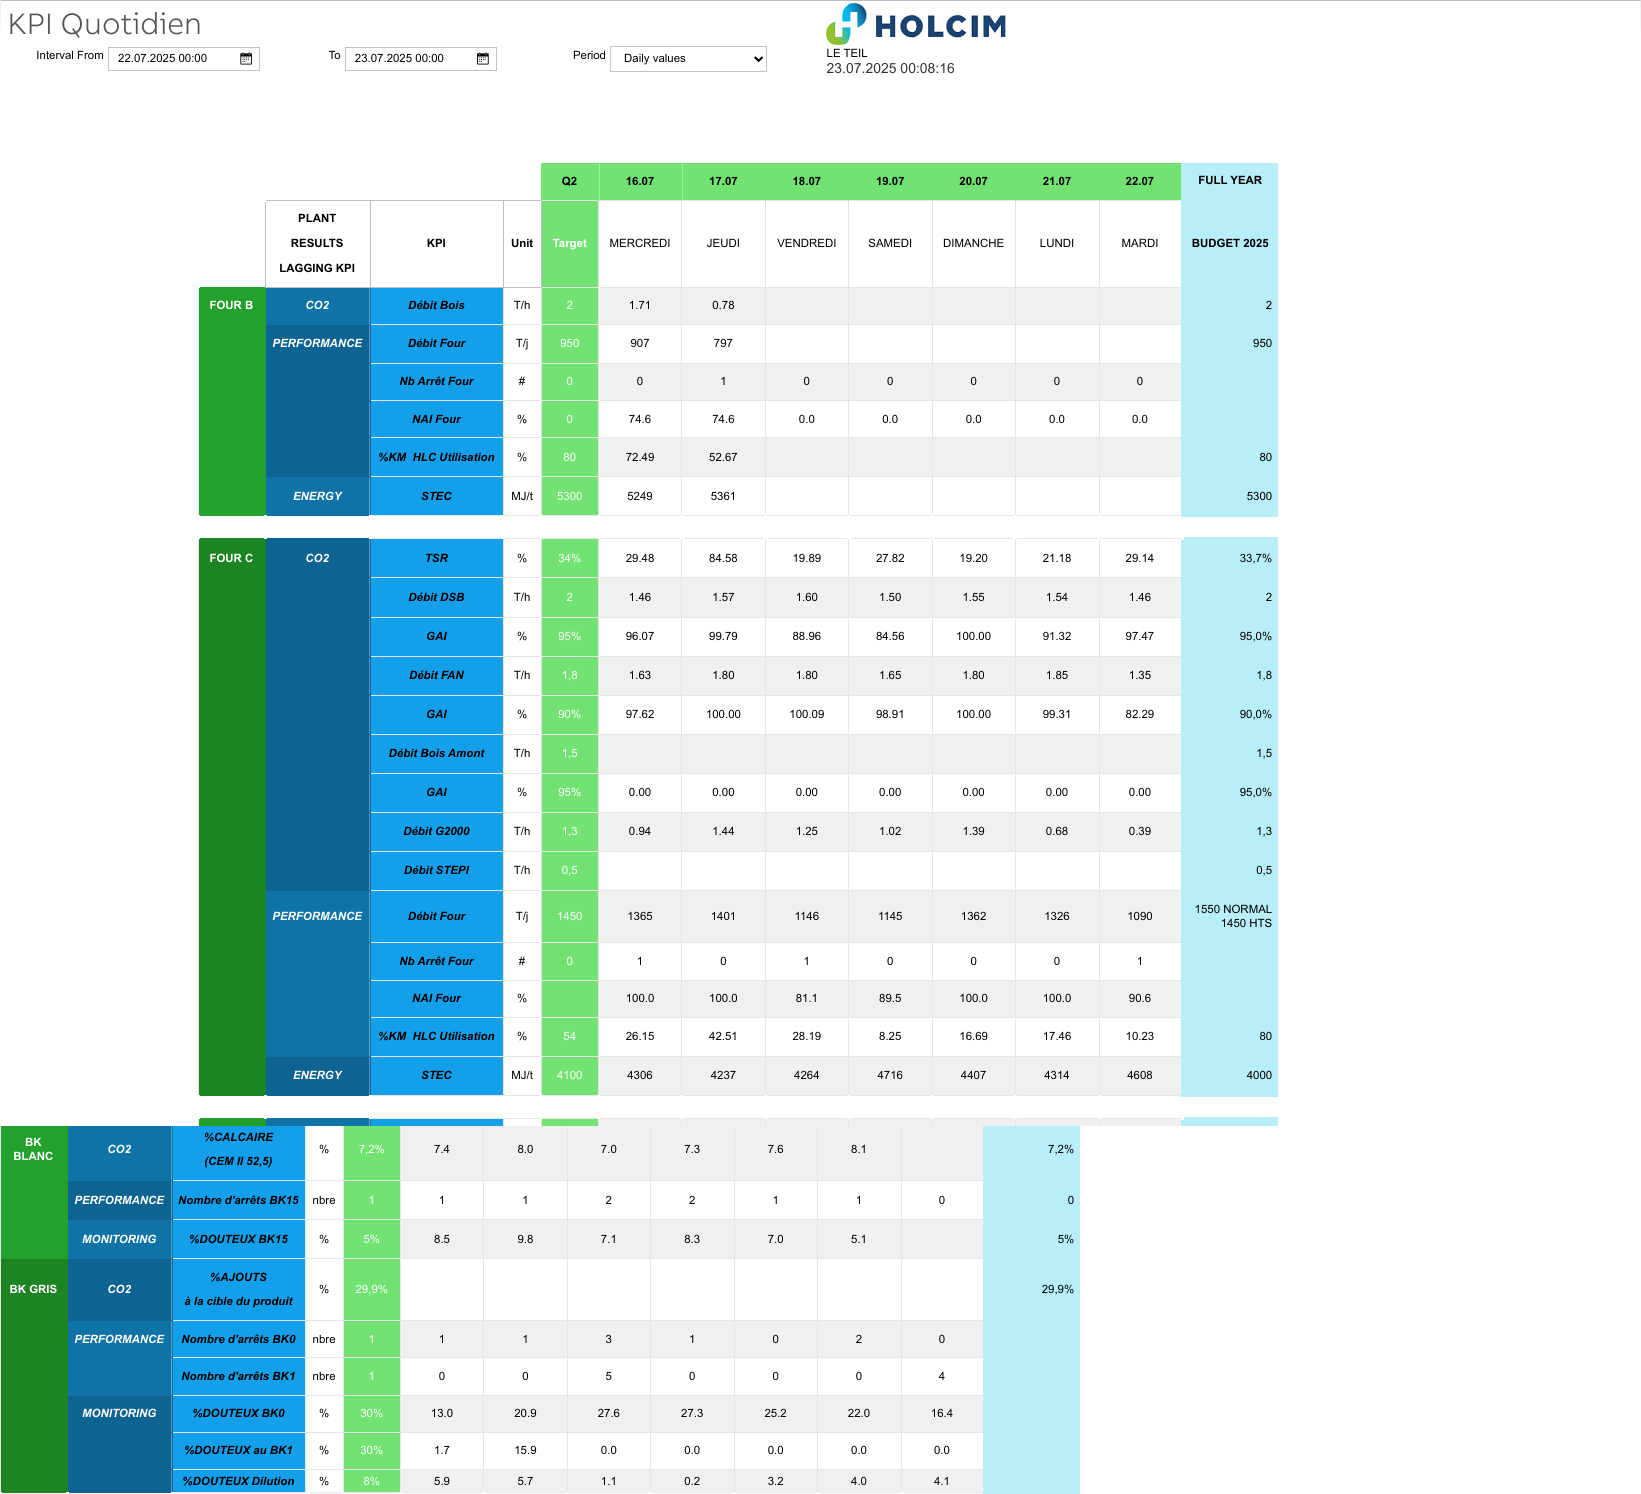 KPI Quotidien
HOLCIM
Interval From 22.07.2025 00:00 To 23.07.2025 00:00 Period Daily values
LE TEIL
23.07.2025 00:08:16
Q2 16.07 17.07 18.07 19.07 20.07 21.07 22.07 FULL YEAR
PLANT
RESULTS
LAGGING KPI
KPI Unit Target MERCREDI JEUDI VENDREDI SAMEDI DIMANCHE LUNDI MARDI BUDGET 2025
FOUR B CO2 Débit Bois T/h 2 1.71 0.78 2
PERFORMANCE Débit Four T/j 950 907 797 950
Nb Arrêt Four # 0 0 1 0 0 0 0 0
NAI Four % 0 74.6 74.6 0.0 0.0 0.0 0.0 0.0
%KM HLC Utilisation % 80 72.49 52.67 80
ENERGY STEC MJ/t 5300 5249 5361 5300
FOUR C CO2 TSR % 34% 29.48 84.58 19.89 27.82 19.20 21.18 29.14 33,7%
Débit DSB T/h 2 1.46 1.57 1.60 1.50 1.55 1.54 1.46 2
GAI % 95% 96.07 99.79 88.96 84.56 100.00 91.32 97.47 95,0%
Débit FAN T/h 1,8 1.63 1.80 1.80 1.65 1.80 1.85 1.35 1,8
GAI % 90% 97.62 100.00 100.09 98.91 100.00 99.31 82.29 90,0%
Débit Bois Amont T/h 1,5 1,5
GAI % 95% 0.00 0.00 0.00 0.00 0.00 0.00 0.00 95,0%
Débit G2000 T/h 1,3 0.94 1.44 1.25 1.02 1.39 0.68 0.39 1,3
Débit STEPI T/h 0,5 0,5
PERFORMANCE Débit Four T/j 1450 1365 1401 1146 1145 1362 1326 1090 1550 NORMAL
1450 HTS
Nb Arrêt Four # 0 1 0 1 0 0 0 1
NAI Four % 100.0 100.0 81.1 89.5 100.0 100.0 90.6
%KM HLC Utilisation % 54 26.15 42.51 28.19 8.25 16.69 17.46 10.23 80
ENERGY STEC MJ/t 4100 4306 4237 4264 4716 4407 4314 4608 4000
BK
BLANC
CO2
%CALCAIRE
(CEM II 52,5)
% 7,2% 7.4 8.0 7.0 7.3 7.6 8.1 7,2%
PERFORMANCE Nombre d'arrêts BK15 nbre 1 1 1 2 2 1 1 0 0
MONITORING %DOUTEUX BK15 % 5% 8.5 9.8 7.1 8.3 7.0 5.1 5%
BK GRIS CO2
%AJOUTS
à la cible du produit
% 29,9% 29,9%
PERFORMANCE Nombre d'arrêts BK0 nbre 1 1 1 3 1 0 2 0
Nombre d'arrêts BK1 nbre 1 0 0 5 0 0 0 4
MONITORING %DOUTEUX BK0 % 30% 13.0 20.9 27.6 27.3 25.2 22.0 16.4
%DOUTEUX au BK1 % 30% 1.7 15.9 0.0 0.0 0.0 0.0 0.0
%DOUTEUX Dilution % 8% 5.9 5.7 1.1 0.2 3.2 4.0 4.1